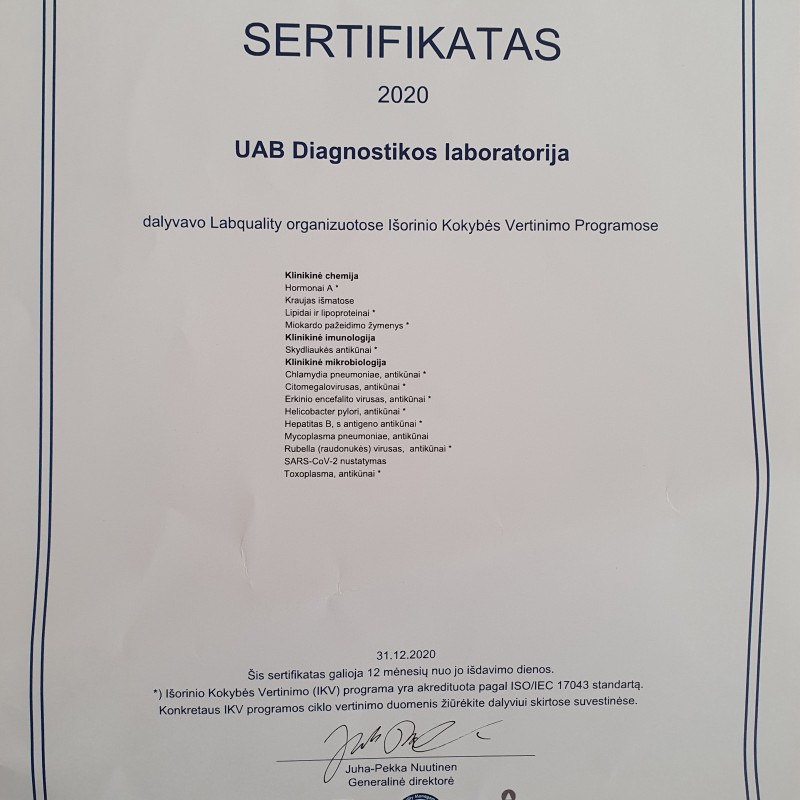 SERTIFIKATAS
2020
UAB Diagnostikos laboratorija
dalyvavo Labquality organizuotose Išorinio Kokybės Vertinimo Programose
Klinikinė chemija
Hormonai A *
Kraujas išmatose
Lipidai ir lipoproteinai *
Miokardo pažeidimo žymenys *
Klinikinė imunologija
Skydliaukės antikūnai *
Klinikinė mikrobiologija
Chlamydia pneumoniae, antikūnai *
Citomegalovirusas, antikūnai *
Erkinio encefalito virusas, antikūnai *
Helicobacter pylori, antikūnai *
Hepatitas B, s antigeno antikūnai *
Mycoplasma pneumoniae, antikūnai
Rubella (raudonukės) virusas, antikūnai *
SARS-CoV-2 nustatymas
Toxoplasma, antikūnai *
31.12.2020
Šis sertifikatas galioja 12 mėnesių nuo jo išdavimo dienos.
*) Išorinio Kokybės Vertinimo (IKV) programa yra akredituota pagal ISO/IEC 17043 standartą.
Konkretaus IKV programos ciklo vertinimo duomenis žiūrėkite dalyviui skirtose suvestinėse.
Juha-Pekka Nuutinen
Generalinė direktorė